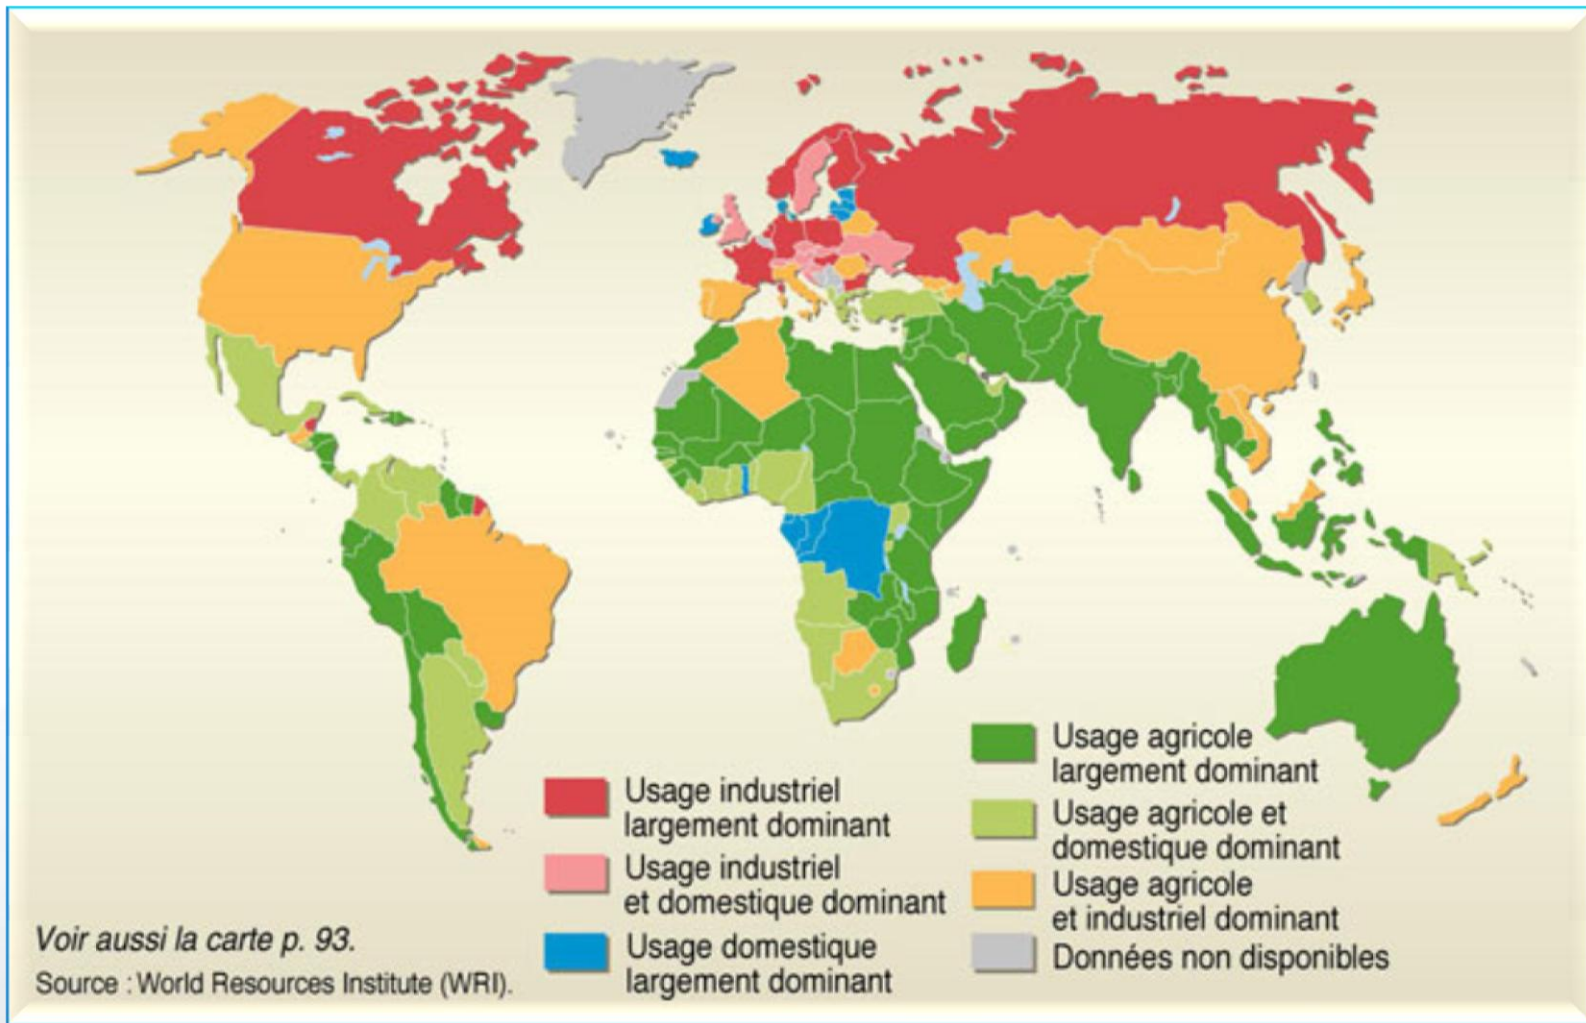 Usage industriel
largement dominant
Usage industriel
et domestique dominant
Usage domestique
largement dominant
Usage agricole
largement dominant
Usage agricole et
domestique dominant
Usage agricole
et industriel dominant
Données non disponibles
Voir aussi la carte p. 93.
Source : World Resources Institute (WRI).